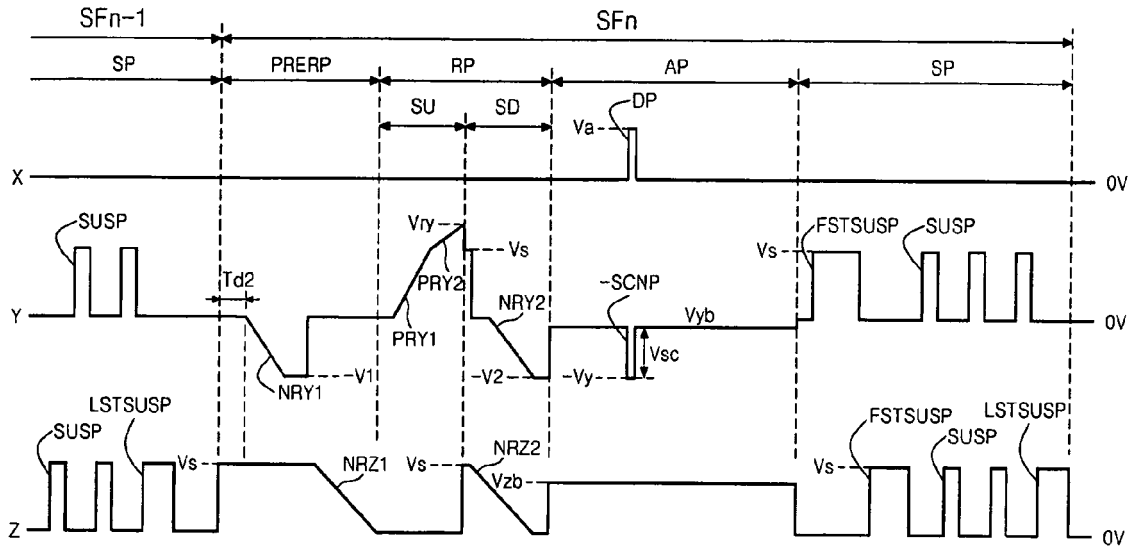 SFn-1 SFn
SP PRERP RP AP SP
SU SD DP
Va
X 0V
SUSP Vry Vs FSTSUSP SUSP
Vs
Td2 PRY2 -SCNP
NRY2
Y PRY1 Vyb 0V
Vsc
NRY1 -V1 -V2 -Vy
LSTSUSP FSTSUSP LSTSUSP
SUSP SUSP
Vs NRZ1 Vs NRZ2 Vs
Vzb
Z 0V